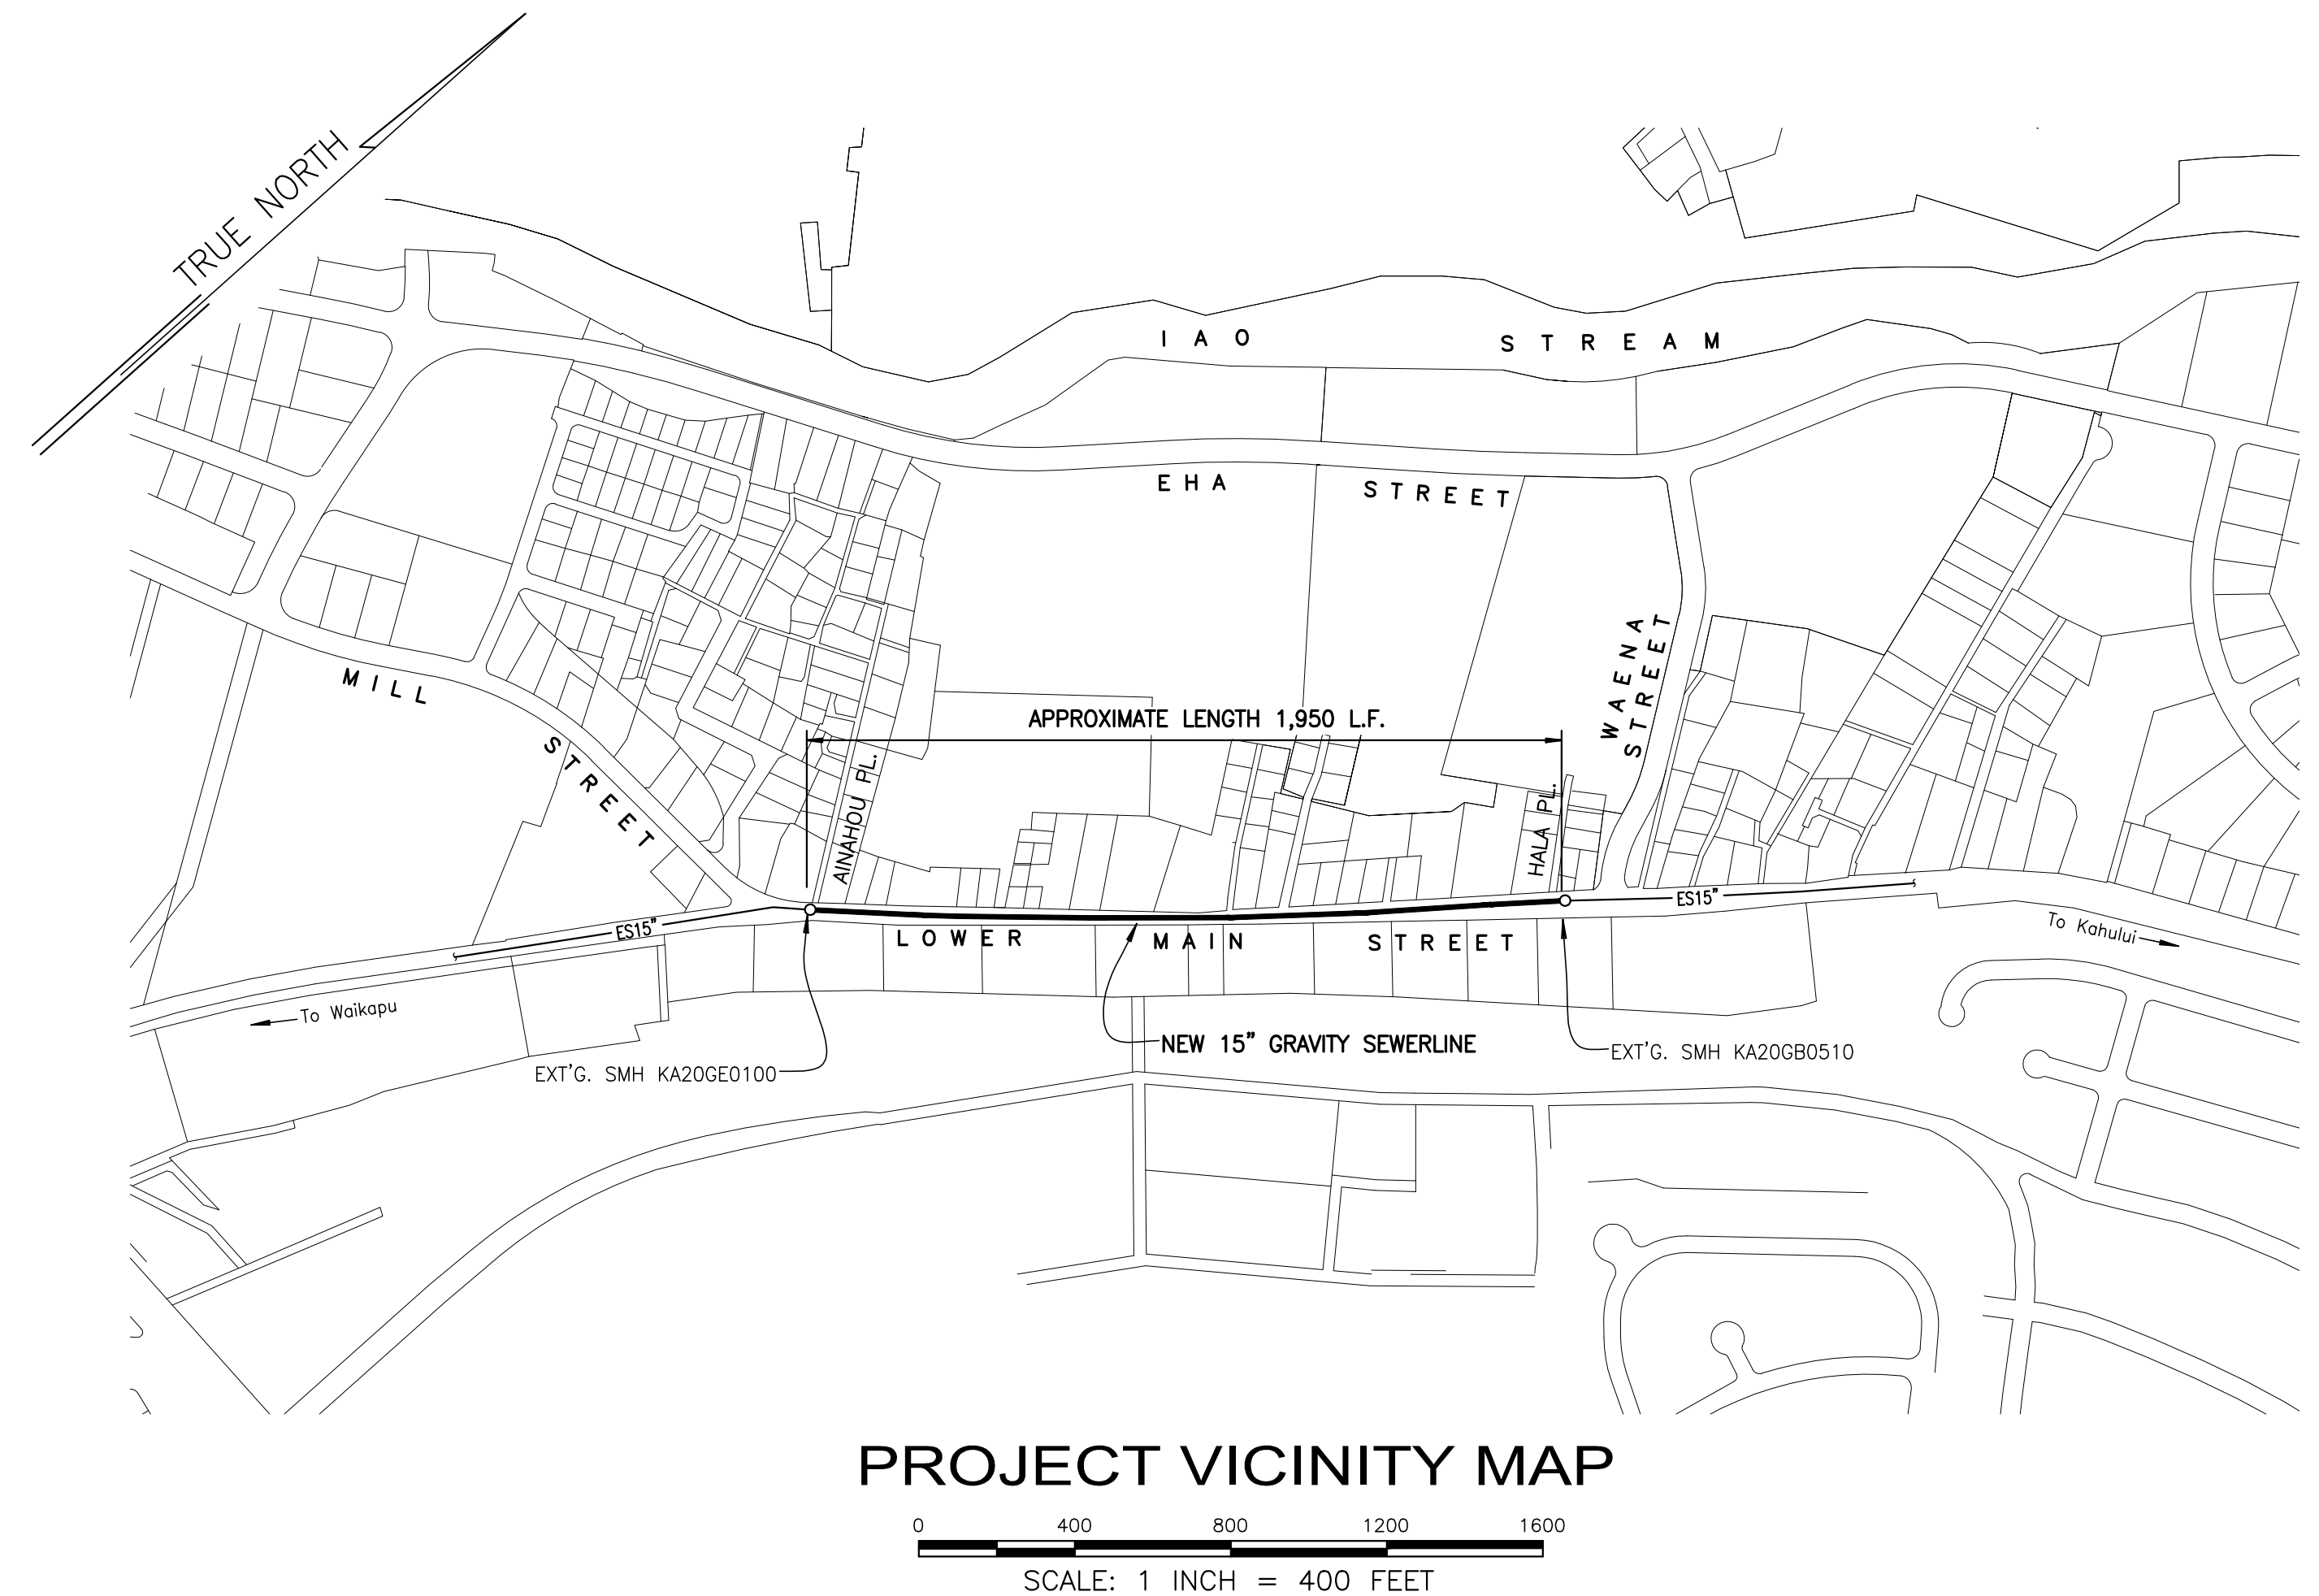 TRUE NORTH
IAO STREAM
EHA STREET
MILL STREET
WAENA STREET
APPROXIMATE LENGTH 1,950 L.F.
AINAHOU PL.
HALA PL.
ES15"
ES15"
LOWER MAIN STREET
To Kahului
To Waikapu
NEW 15" GRAVITY SEWERLINE
EXT'G. SMH KA20GB0510
EXT'G. SMH KA20GE0100
PROJECT VICINITY MAP
0 400 800 1200 1600
SCALE: 1 INCH = 400 FEET